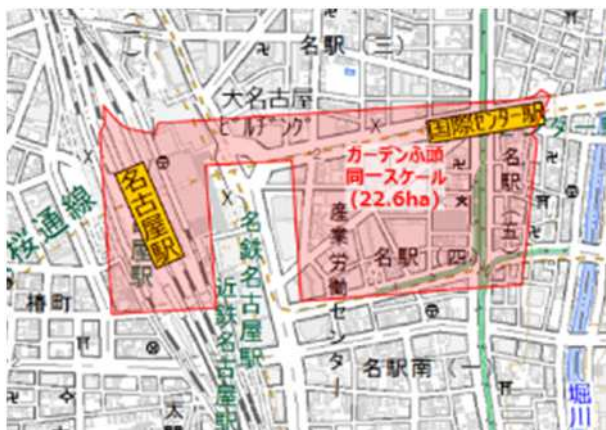 名駅（三）
大名古屋
ビルヂング
国際センター駅
ガーデンふ頭
同一スケール
(22.6ha)
名古屋駅
桜通線
名駅（五）
名駅（四）
産業労働センター
名鉄名古屋駅
近鉄名古屋駅
椿町
名駅南（一）
堀川
太